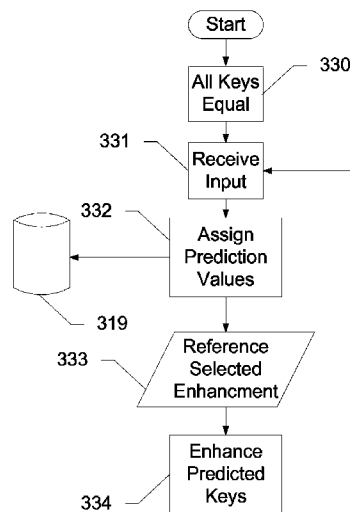 Start
All Keys
Equal
330
331
Receive
Input
332
Assign
Prediction
Values
319
333
Reference
Selected
Enhancment
Enhance
Predicted
Keys
334